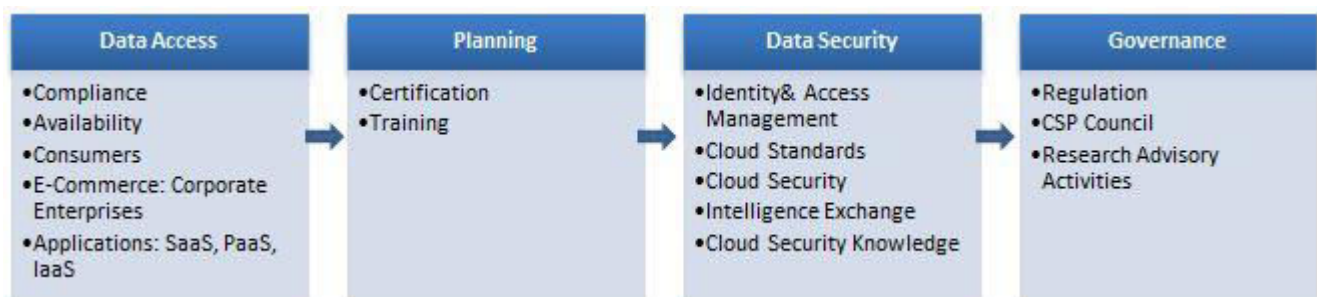 Data Access
•Compliance
•Availability
•Consumers
•E-Commerce: Corporate
Enterprises
•Applications: SaaS, PaaS,
IaaS
Planning
•Certification
•Training
Data Security
•Identity& Access
Management
•Cloud Standards
•Cloud Security
•Intelligence Exchange
•Cloud Security Knowledge
Governance
•Regulation
•CSP Council
•Research Advisory
Activities